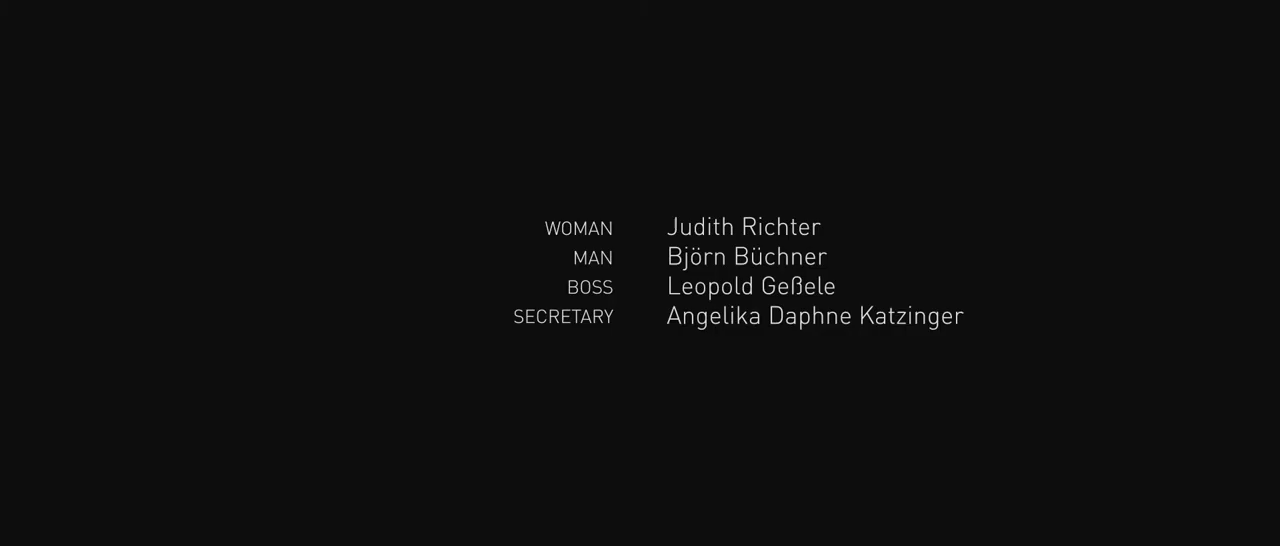 WOMAN Judith Richter
MAN Björn Büchner
BOSS Leopold Geßele
SECRETARY Angelika Daphne Katzinger